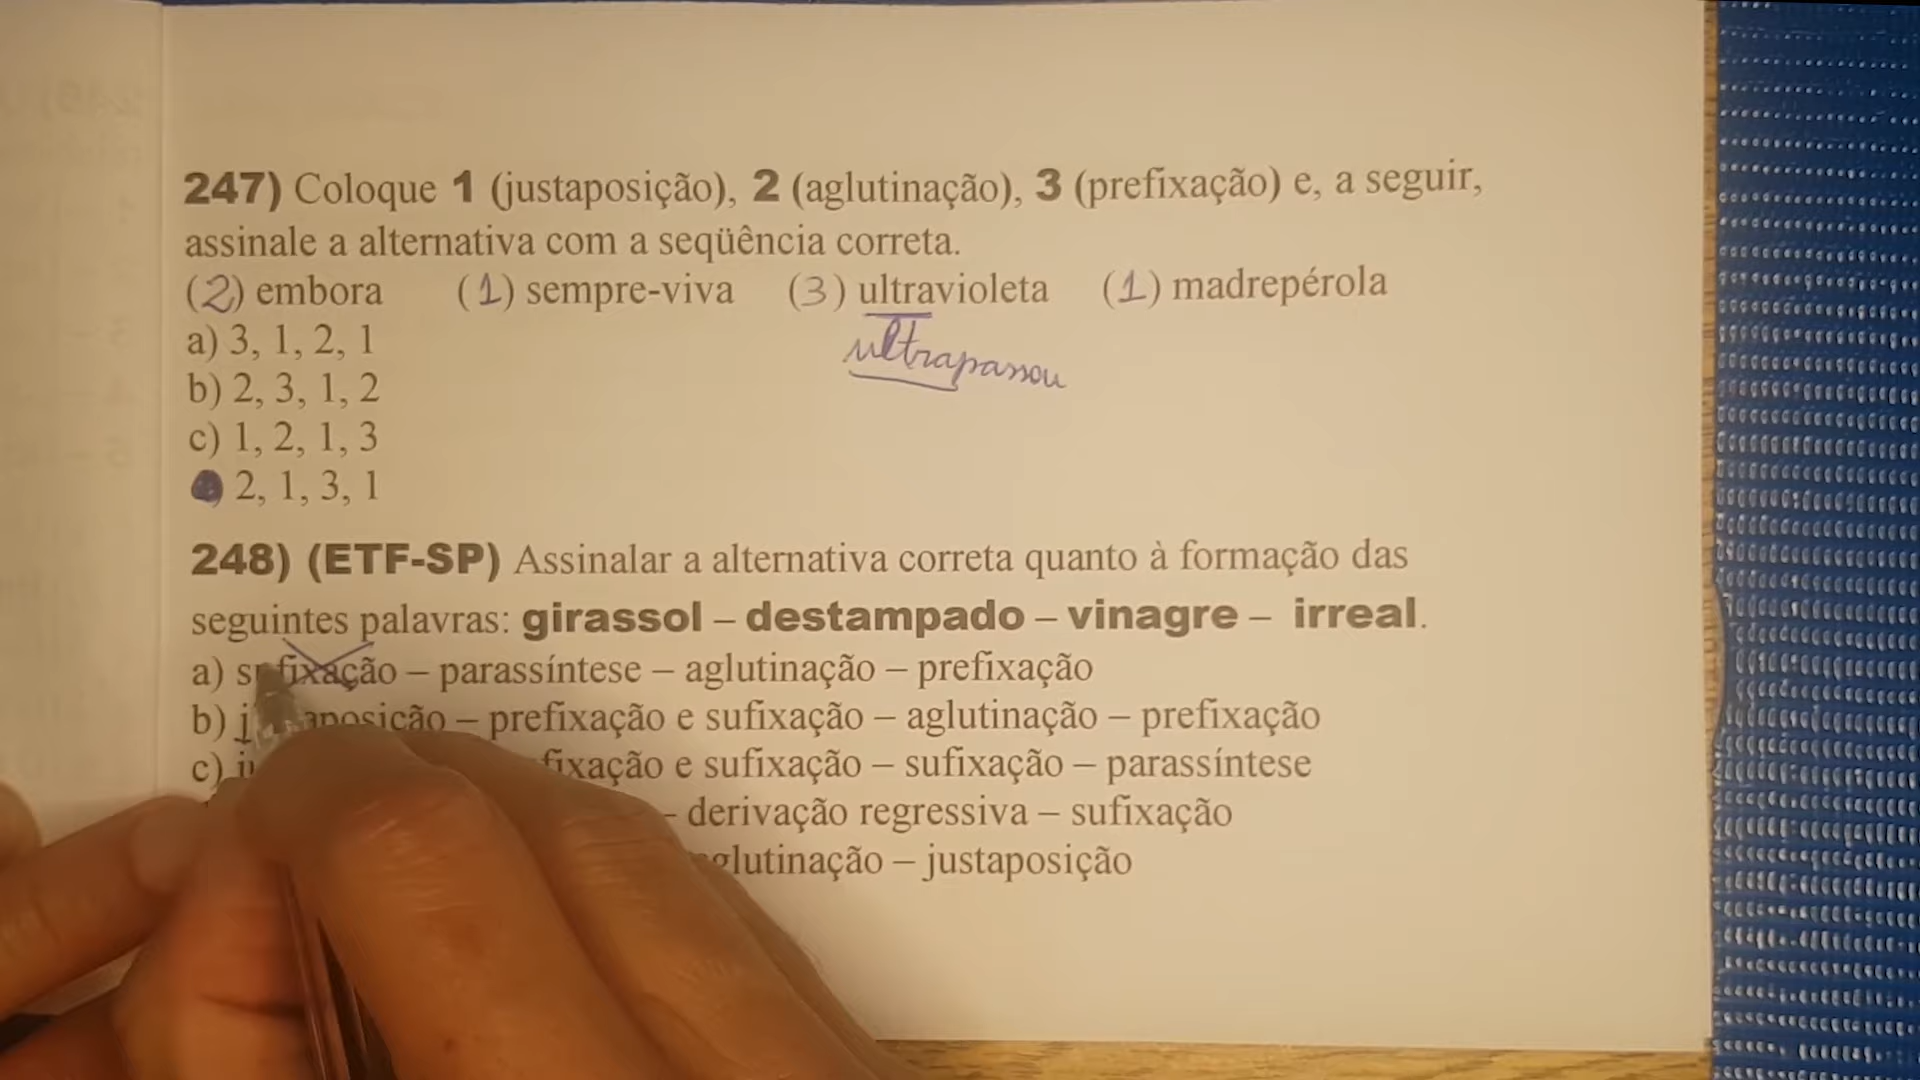 247) Coloque 1 (justaposição), 2 (aglutinação), 3 (prefixação) e, a seguir,
assinale a alternativa com a seqüência correta.
(2) embora (1) sempre-viva (3) ultravioleta (1) madrepérola
a) 3, 1, 2, 1
ultrapassou
b) 2, 3, 1, 2
c) 1, 2, 1, 3
2, 1, 3, 1
248) (ETF-SP) Assinalar a alternativa correta quanto à formação das
seguintes palavras: girassol – destampado – vinagre – irreal.
a) sufixação – parassíntese – aglutinação – prefixação
b) justaposição – prefixação e sufixação – aglutinação – prefixação
c) e sufixação – sufixação – parassíntese
– derivação regressiva – sufixação
aglutinação – justaposição